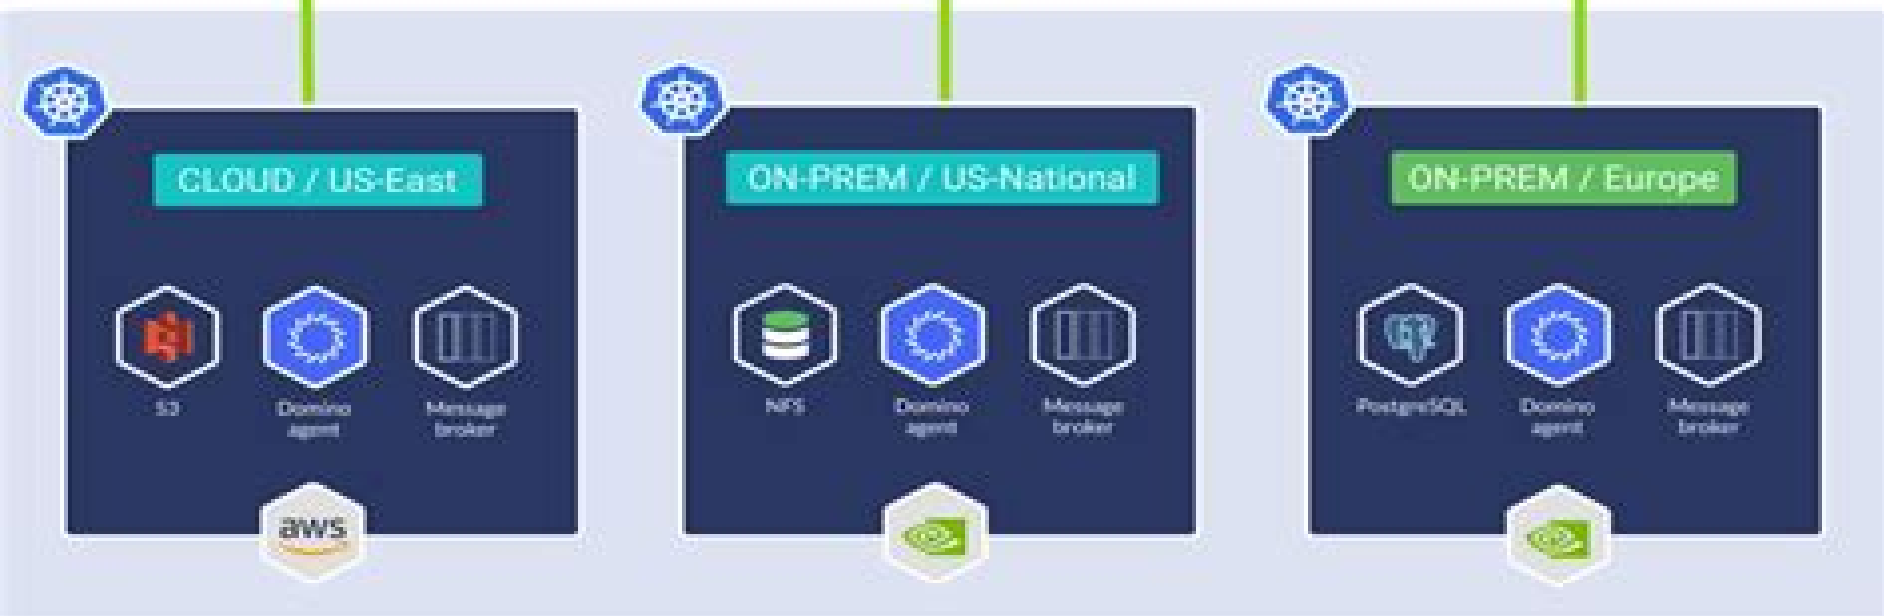 CLOUD / US-East
ON-PREM / US-National
ON-PREM / Europe
S3
Domino
agent
Message
broker
NFS
Domino
agent
Message
broker
PostgreSQL
Domino
agent
Message
broker
aws